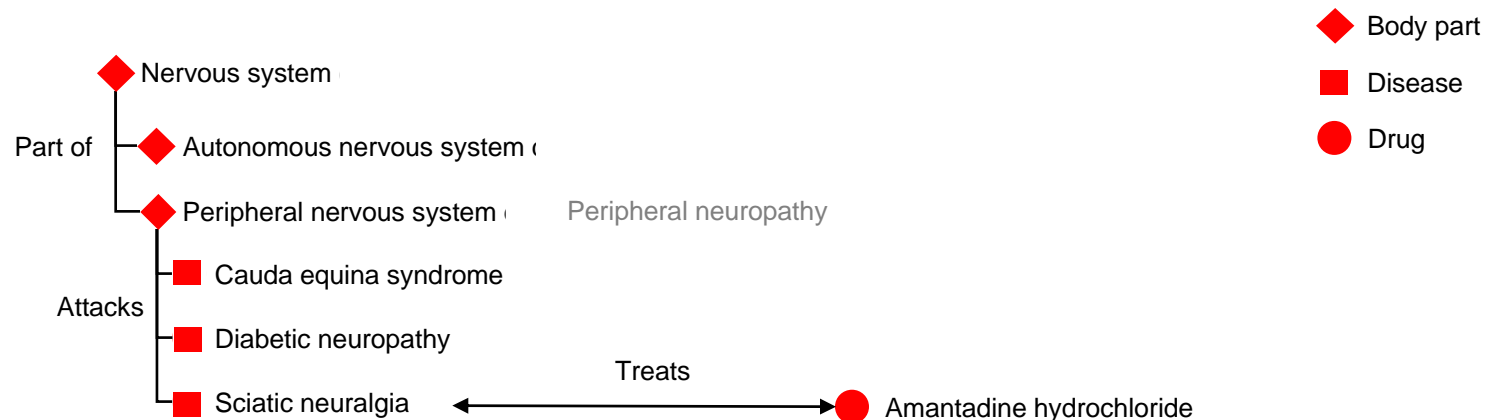 Body part
Nervous system
Disease
Drug
Part of
Autonomous nervous system
Peripheral nervous system
Peripheral neuropathy
Cauda equina syndrome
Attacks
Diabetic neuropathy
Treats
Sciatic neuralgia
Amantadine hydrochloride